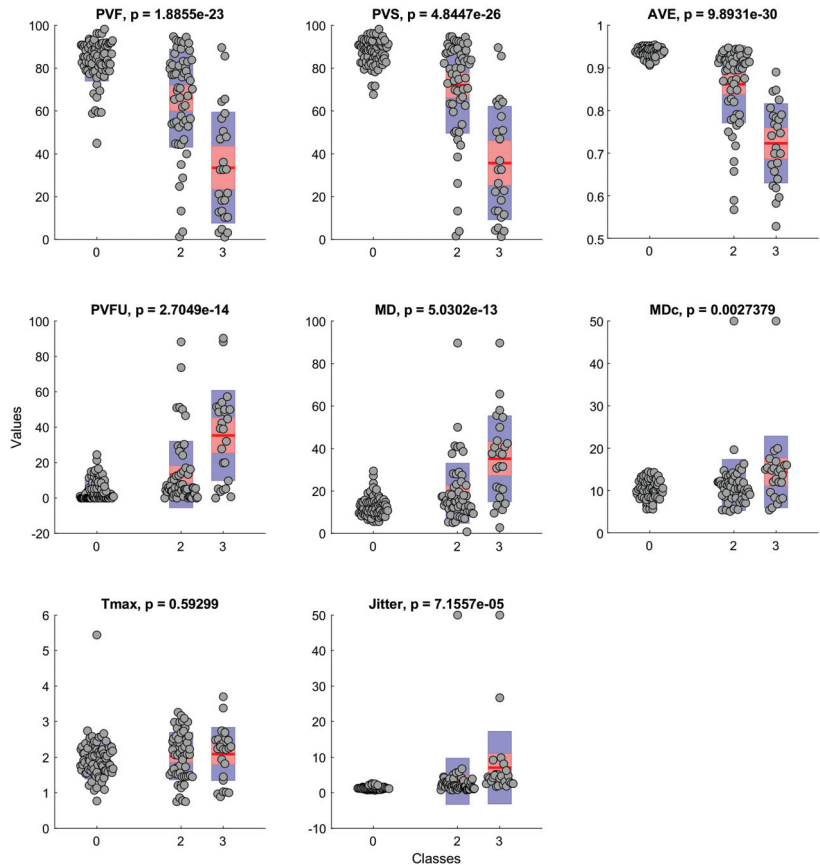 PVF, p = 1.8855e-23
100
80
60
40
20
0
0 2 3
PVS, p = 4.8447e-26
100
80
60
40
20
0
0 2 3
AVE, p = 9.8931e-30
1
0.9
0.8
0.7
0.6
0.5
0 2 3
Values
PVFU, p = 2.7049e-14
100
80
60
40
20
0
-20
0 2 3
MD, p = 5.0302e-13
100
80
60
40
20
0
0 2 3
MDc, p = 0.0027379
50
40
30
20
10
0
0 2 3
Tmax, p = 0.59299
6
5
4
3
2
1
0
0 2 3
Jitter, p = 7.1557e-05
50
40
30
20
10
0
-10
0 2 3
Classes